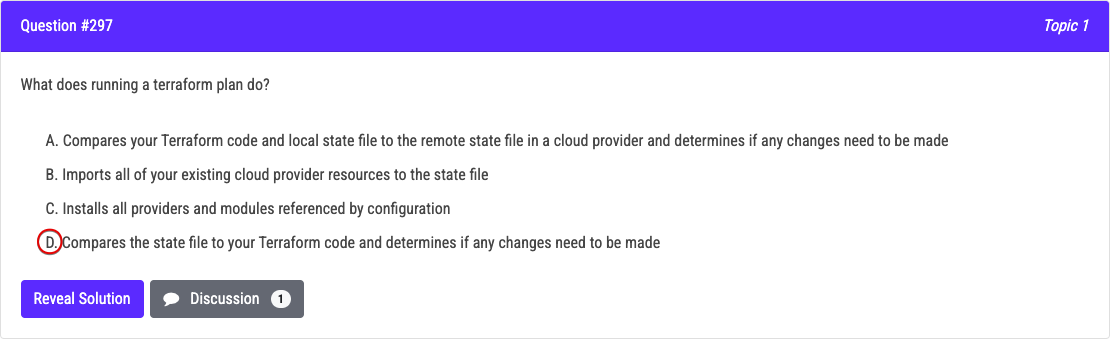 Question #297
Topic 1
What does running a terraform plan do?
A. Compares your Terraform code and local state file to the remote state file in a cloud provider and determines if any changes need to be made
B. Imports all of your existing cloud provider resources to the state file
C. Installs all providers and modules referenced by configuration
D. Compares the state file to your Terraform code and determines if any changes need to be made
Reveal Solution
Discussion 1